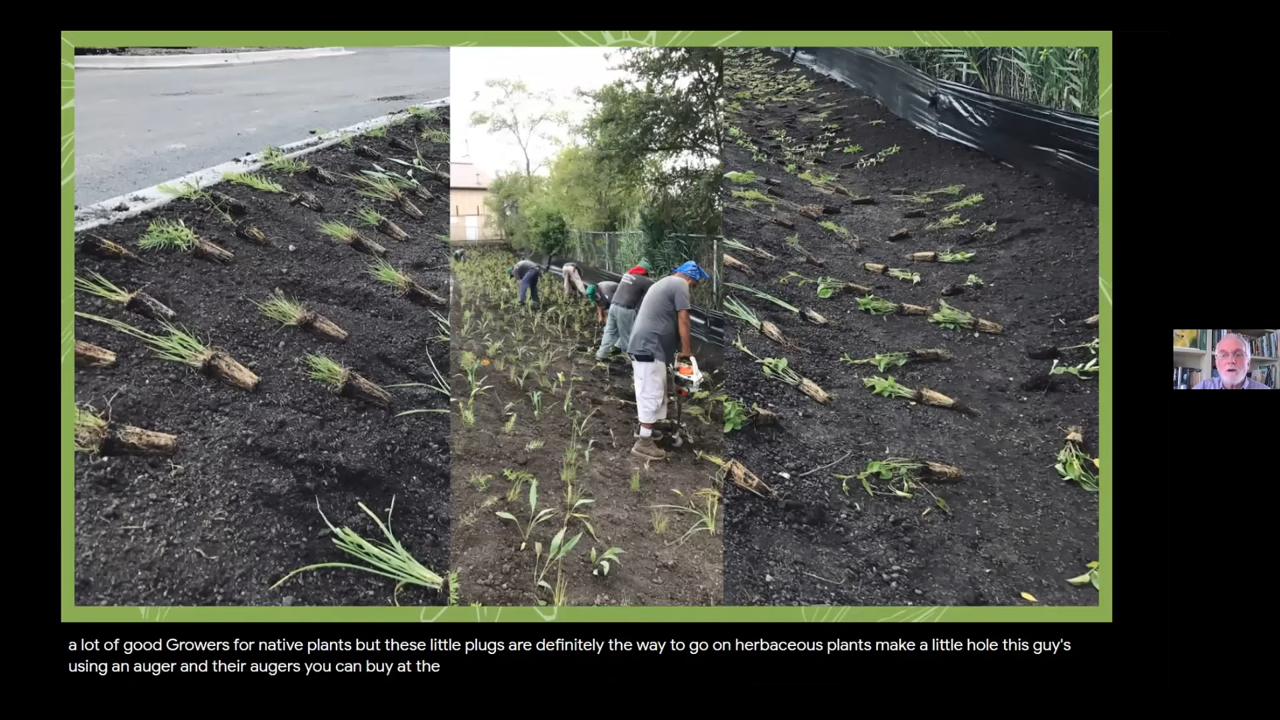 a lot of good Growers for native plants but these little plugs are definitely the way to go on herbaceous plants make a little hole this guy's
using an auger and their augers you can buy at the